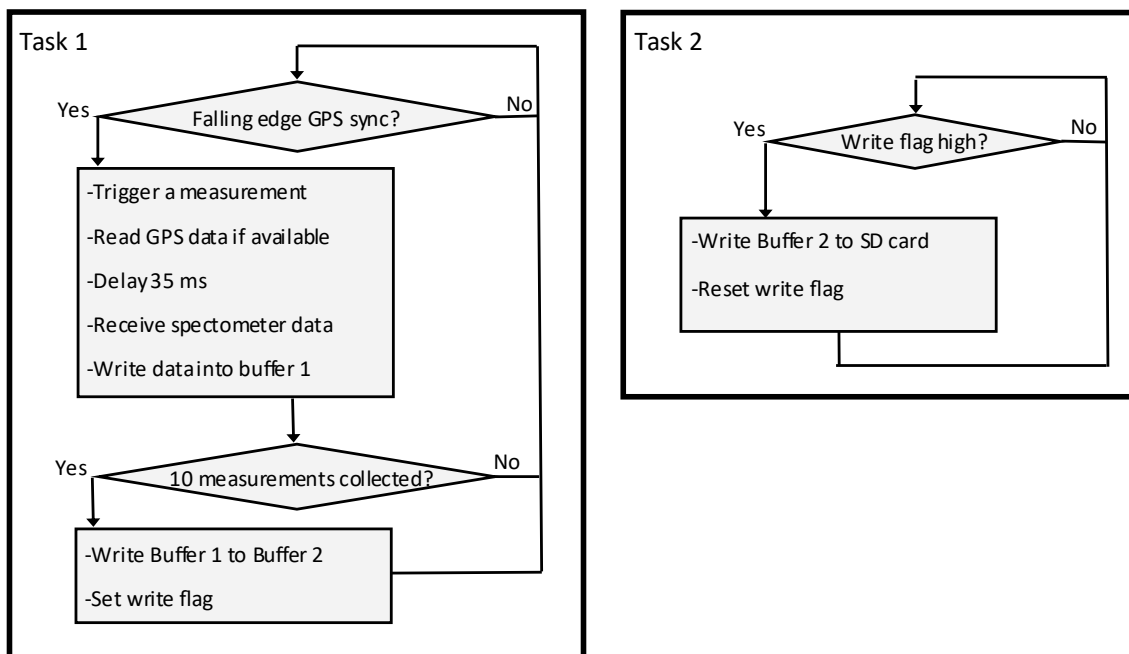 Task 1
Falling edge GPS sync?
Yes
No
-Trigger a measurement
-Read GPS data if available
-Delay 35 ms
-Receive spectometer data
-Write data into buffer 1
10 measurements collected?
Yes
No
-Write Buffer 1 to Buffer 2
-Set write flag
Task 2
Write flag high?
Yes
No
-Write Buffer 2 to SD card
-Reset write flag